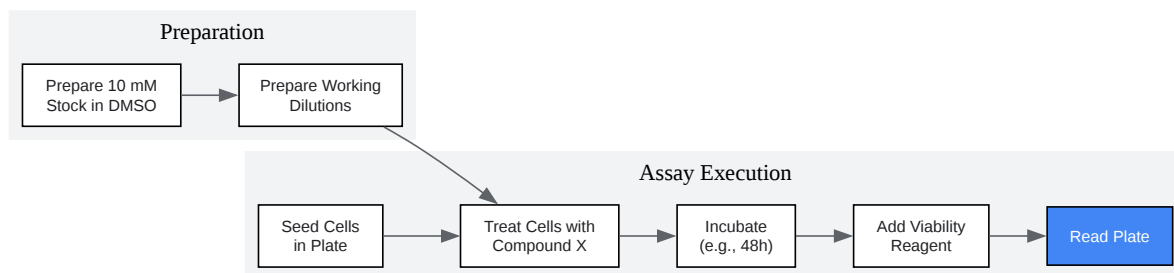 Preparation
Prepare 10 mM
Stock in DMSO
Prepare Working
Dilutions
Assay Execution
Seed Cells
in Plate
Treat Cells with
Compound X
Incubate
(e.g., 48h)
Add Viability
Reagent
Read Plate